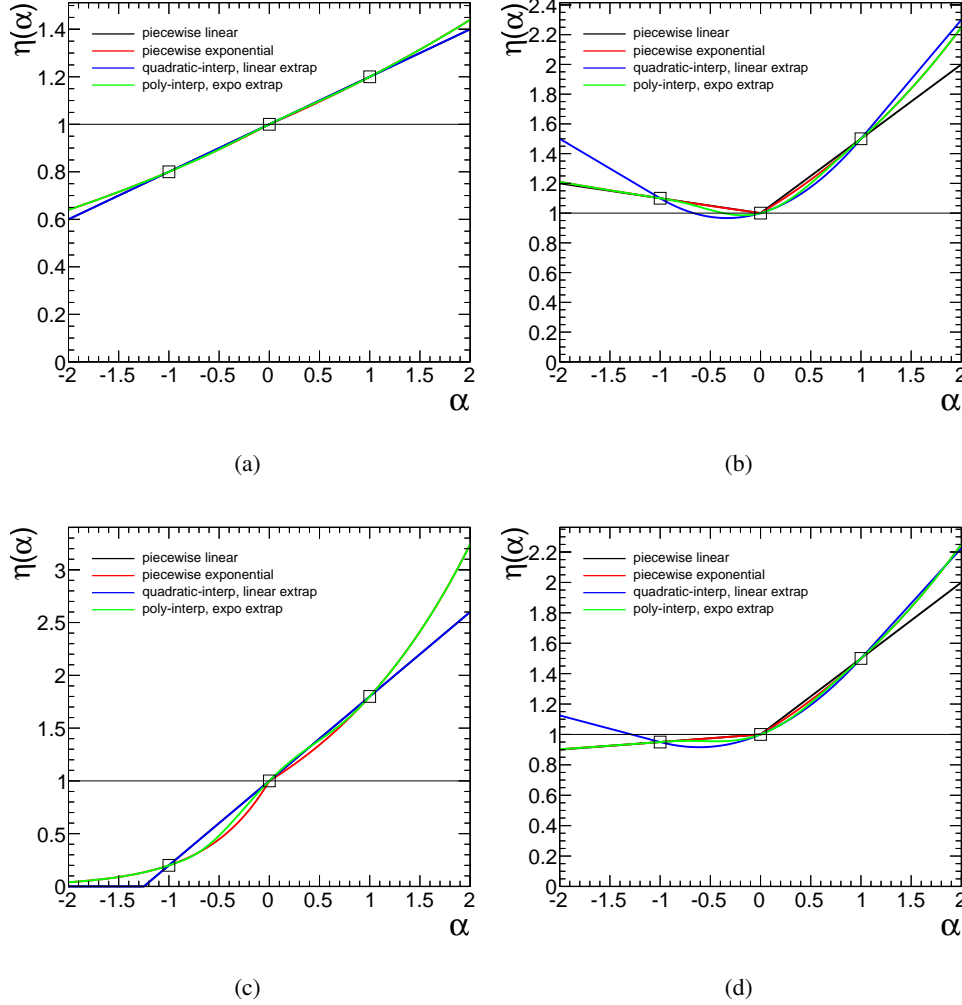 η(α)
1.4
1.2
1
0.8
0.6
0.4
0.2
0
piecewise linear
piecewise exponential
quadratic-interp, linear extrap
poly-interp, expo extrap
-2 -1.5 -1 -0.5 0 0.5 1 1.5 2
α
(a)
η(α)
2.4
2.2
2
1.8
1.6
1.4
1.2
1
0.8
0.6
0.4
0.2
0
piecewise linear
piecewise exponential
quadratic-interp, linear extrap
poly-interp, expo extrap
-2 -1.5 -1 -0.5 0 0.5 1 1.5 2
α
(b)
η(α)
3
2.5
2
1.5
1
0.5
0
piecewise linear
piecewise exponential
quadratic-interp, linear extrap
poly-interp, expo extrap
-2 -1.5 -1 -0.5 0 0.5 1 1.5 2
α
(c)
η(α)
2.2
2
1.8
1.6
1.4
1.2
1
0.8
0.6
0.4
0.2
0
piecewise linear
piecewise exponential
quadratic-interp, linear extrap
poly-interp, expo extrap
-2 -1.5 -1 -0.5 0 0.5 1 1.5 2
α
(d)